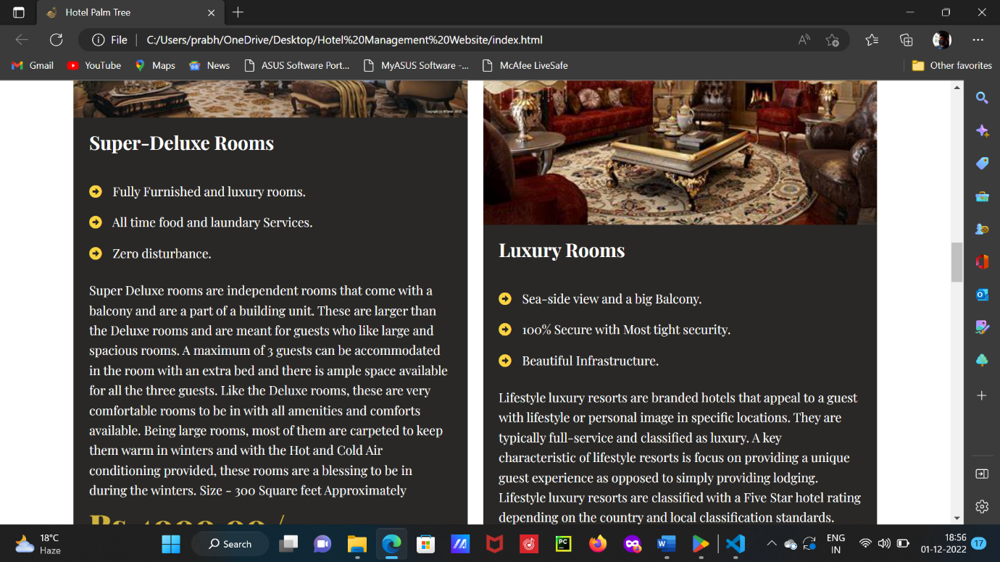 Hotel Palm Tree
File
C:/Users/prabh/OneDrive/Desktop/Hotel%20Management%20Website/index.html
Gmail
YouTube
Maps
News
ASUS Software Port...
MyASUS Software -...
McAfee LiveSafe
Other favorites
Super-Deluxe Rooms
Fully Furnished and luxury rooms.
All time food and laundary Services.
Zero disturbance.
Super Deluxe rooms are independent rooms that come with a
balcony and are a part of a building unit. These are larger than
the Deluxe rooms and are meant for guests who like large and
spacious rooms. A maximum of 3 guests can be accommodated
in the room with an extra bed and there is ample space available
for all the three guests. Like the Deluxe rooms, these are very
comfortable rooms to be in with all amenities and comforts
available. Being large rooms, most of them are carpeted to keep
them warm in winters and with the Hot and Cold Air
conditioning provided, these rooms are a blessing to be in
during the winters. Size - 300 Square feet Approximately
Luxury Rooms
Sea-side view and a big Balcony.
100% Secure with Most tight security.
Beautiful Infrastructure.
Lifestyle luxury resorts are branded hotels that appeal to a guest
with lifestyle or personal image in specific locations. They are
typically full-service and classified as luxury. A key
characteristic of lifestyle resorts is focus on providing a unique
guest experience as opposed to simply providing lodging.
Lifestyle luxury resorts are classified with a Five Star hotel rating
depending on the country and local classification standards.
18°C
Haze
Search
ENG
IN
18:56
01-12-2022
17